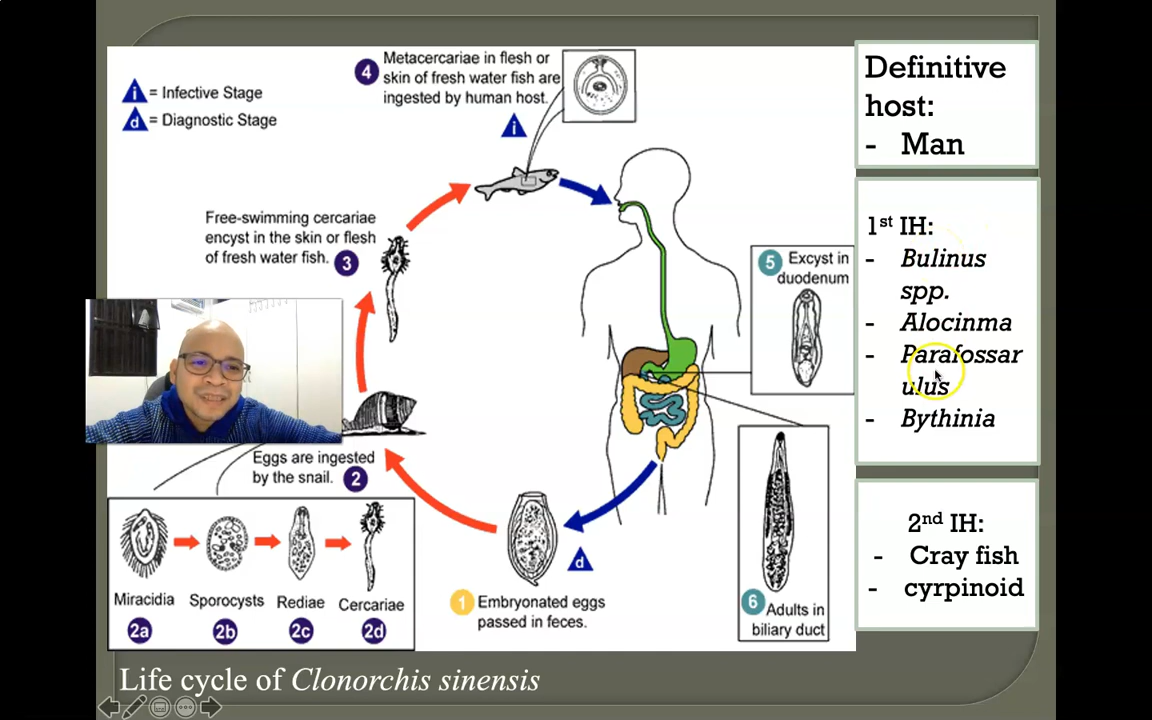 i = Infective Stage
d = Diagnostic Stage
4 Metacercariae in flesh or
skin of fresh water fish are
ingested by human host.
i
Free-swimming cercariae
encyst in the skin or flesh
of fresh water fish. 3
5 Excyst in
duodenum
Eggs are ingested
by the snail. 2
d
Miracidia Sporocysts Rediae Cercariae
2a 2b 2c 2d
1 Embryonated eggs
passed in feces.
6 Adults in
biliary duct
Definitive
host:
- Man
1st IH:
- Bulinus
spp.
- Alocinma
- Parafossar
ulus
- Bythinia
2nd IH:
- Cray fish
- cyrpinoid
Life cycle of Clonorchis sinensis